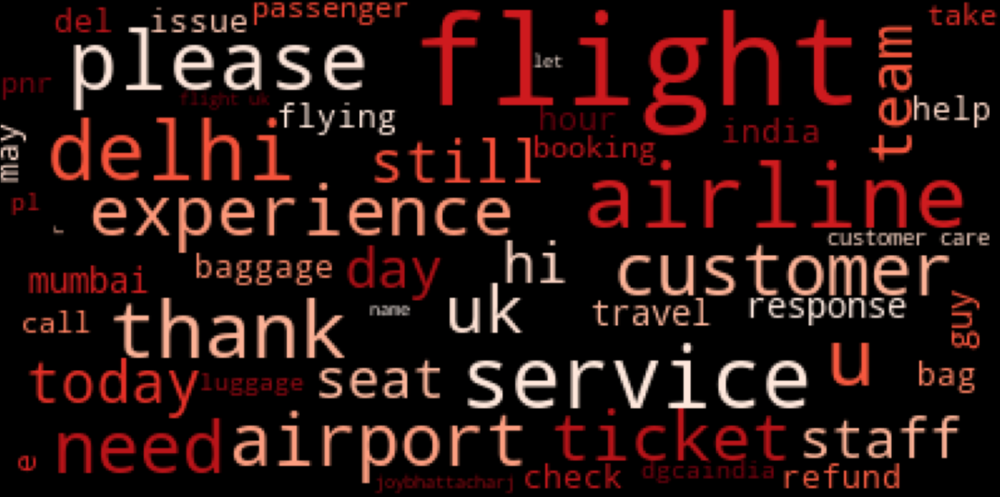 del
issue
passenger
flight
take
please
let
team
pnr
flight uk
flying
hour
help
may
delhi
still
booking
india
airline
pl
experience
customer care
mumbai
baggage
day
hi
customer
call
thank
name
uk
travel
response
guy
today
luggage
seat
service
u
bag
e
need
airport
ticket
staff
joybhattacharj
check
dgcaindia
refund